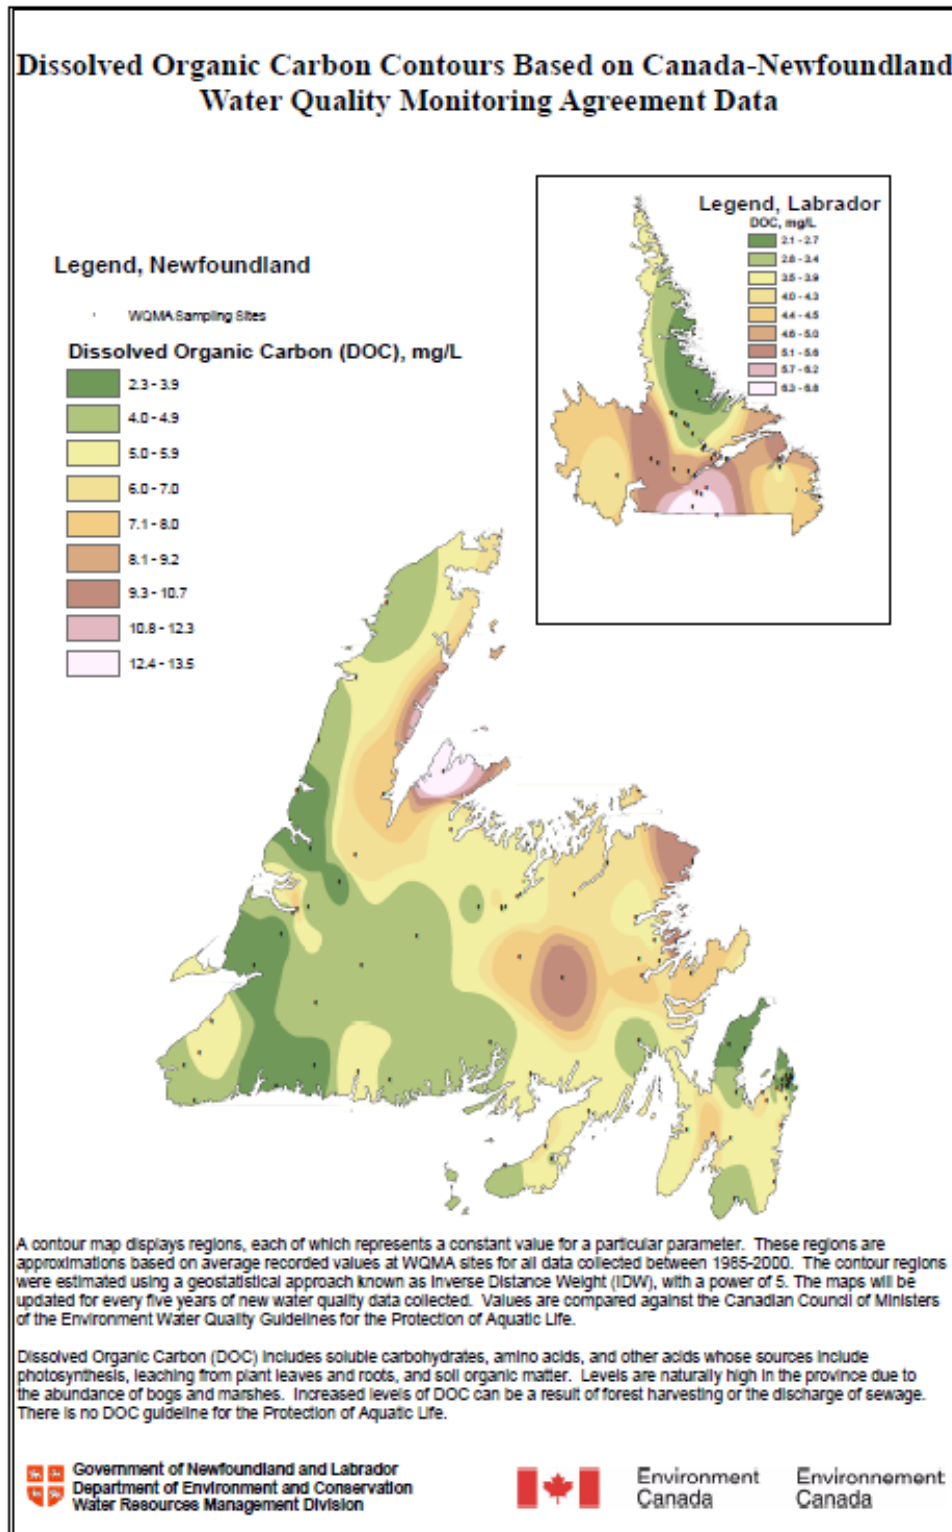 Dissolved Organic Carbon Contours Based on Canada-Newfoundland
Water Quality Monitoring Agreement Data
Legend, Labrador
DOC, mg/L
2.1 - 2.7
2.8 - 3.4
3.5 - 3.9
4.0 - 4.3
4.4 - 4.5
4.6 - 5.0
5.1 - 5.6
5.7 - 6.2
6.3 - 6.8
Legend, Newfoundland
WQMA Sampling Sites
Dissolved Organic Carbon (DOC), mg/L
2.3 - 3.9
4.0 - 4.9
5.0 - 5.9
6.0 - 7.0
7.1 - 8.0
8.1 - 9.2
9.3 - 10.7
10.8 - 12.3
12.4 - 13.5
A contour map displays regions, each of which represents a constant value for a particular parameter. These regions are
approximations based on average recorded values at WQMA sites for all data collected between 1985-2000. The contour regions
were estimated using a geostatistical approach known as Inverse Distance Weight (IDW), with a power of 5. The maps will be
updated for every five years of new water quality data collected. Values are compared against the Canadian Council of Ministers
of the Environment Water Quality Guidelines for the Protection of Aquatic Life.
Dissolved Organic Carbon (DOC) includes soluble carbohydrates, amino acids, and other acids whose sources include
photosynthesis, leaching from plant leaves and roots, and soil organic matter. Levels are naturally high in the province due to
the abundance of bogs and marshes. Increased levels of DOC can be a result of forest harvesting or the discharge of sewage.
There is no DOC guideline for the Protection of Aquatic Life.
Government of Newfoundland and Labrador
Department of Environment and Conservation
Water Resources Management Division
Environment
Canada
Environnement
Canada